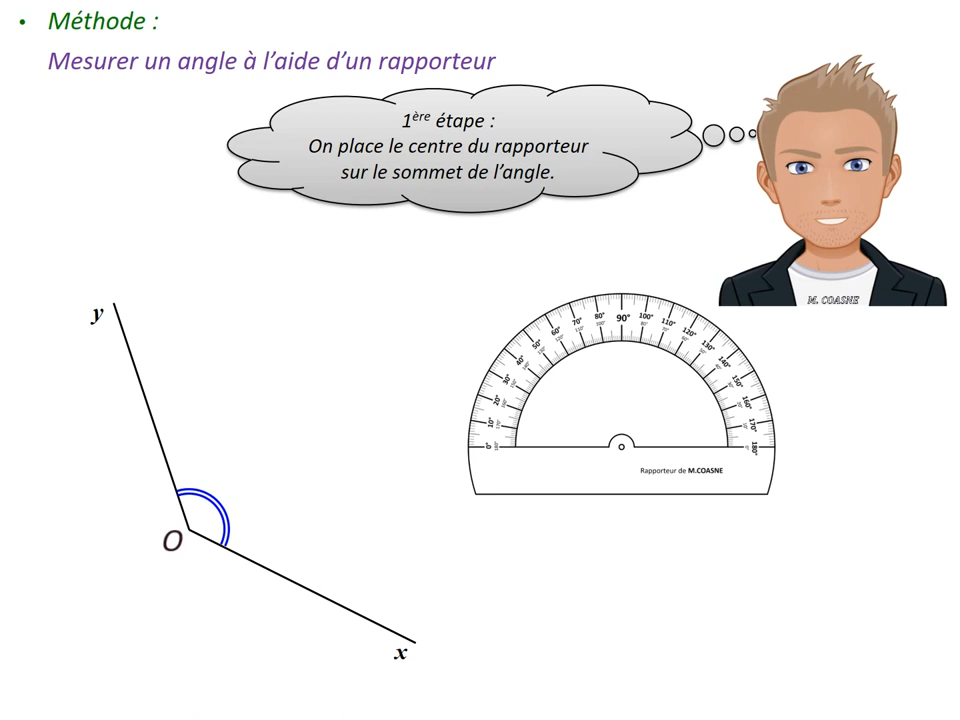 • Méthode :
Mesurer un angle à l’aide d’un rapporteur
1ère étape :
On place le centre du rapporteur
sur le sommet de l’angle.
M. COASNE
y
O
x
0° 10° 20° 30° 40° 50° 60° 70° 80° 90° 100° 110° 120° 130° 140° 150° 160° 170° 180°
Rapporteur de M.COASNE